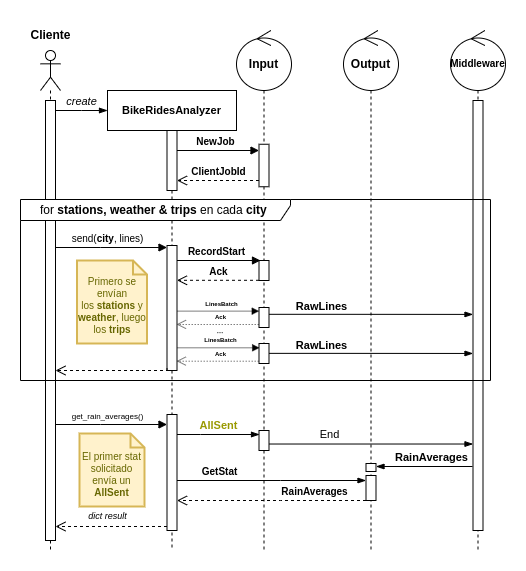 Cliente
Input
Output
Middleware
create
BikeRidesAnalyzer
NewJob
ClientJobId
for stations, weather & trips en cada city
send(city, lines)
RecordStart
Ack
Primero se
envían
los stations y
weather, luego
los trips
LinesBatch
RawLines
Ack
...
LinesBatch
RawLines
Ack
get_rain_averages()
AllSent
End
El primer stat
solicitado
envía un
AllSent
RainAverages
GetStat
RainAverages
dict result